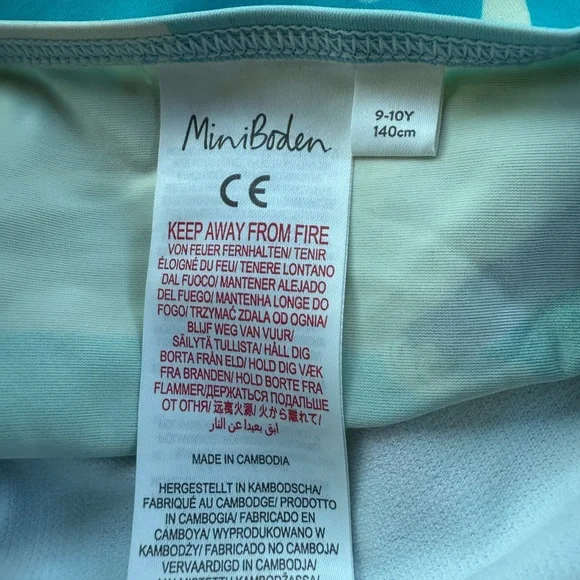 MiniBoden
9-10Y
140cm
CE
KEEP AWAY FROM FIRE
VON FEUER FERNHALTEN/ TENIR
ÉLOIGNÉ DU FEU/ TENERE LONTANO
DAL FUOCO/ MANTENER ALEJADO
DEL FUEGO/ MANTENHA LONGE DO
FOGO/ TRZYMAĆ ZDALA OD OGNIA/
BLIJF WEG VAN VUUR/
SÄILYTÄ TULLISTA/ HÅLL DIG
BORTA FRÅN ELD/ HOLD VÆK
FRA BRANDEN/ HOLD BORTE FRA
FLAMMER/ДЕРЖАТЬСЯ ПОДАЛЬШЕ
ОТ ОГНЯ/ 远离火源/ 火から離れて/
ابق بعيدا عن النار
MADE IN CAMBODIA
HERGESTELLT IN KAMBODSCHA/
FABRIQUÉ AU CAMBODGE/ PRODOTTO
IN CAMBOGIA/ FABRICADO EN
CAMBOYA/ WYPRODUKOWANO W
KAMBODŻY/ FABRICADO NO CAMBOJA/
VERVAARDIGD IN CAMBODJA/